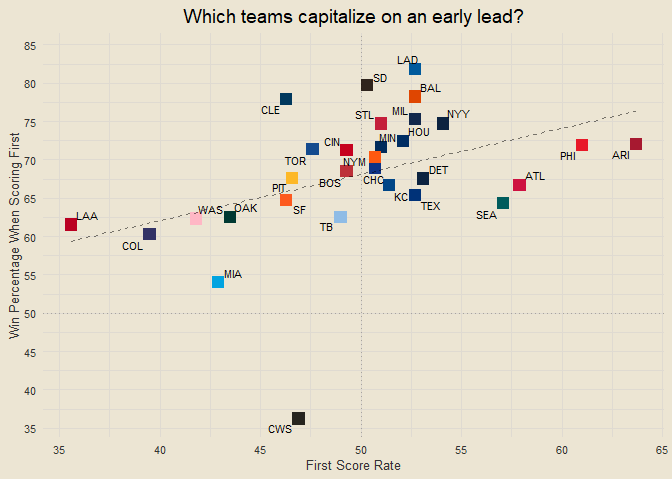 Which teams capitalize on an early lead?
Win Percentage When Scoring First
85
80
75
70
65
60
55
50
45
40
35
LAD
SD
BAL
CLE
STL
MIL
NYY
HOU
CIN
MIN
TOR
NYM
PHI
ARI
BOS
CHC
DET
ATL
PIT
KC
SF
TEX
SEA
LAA
WAS
OAK
TB
COL
MIA
CWS
35
40
45
50
55
60
65
First Score Rate